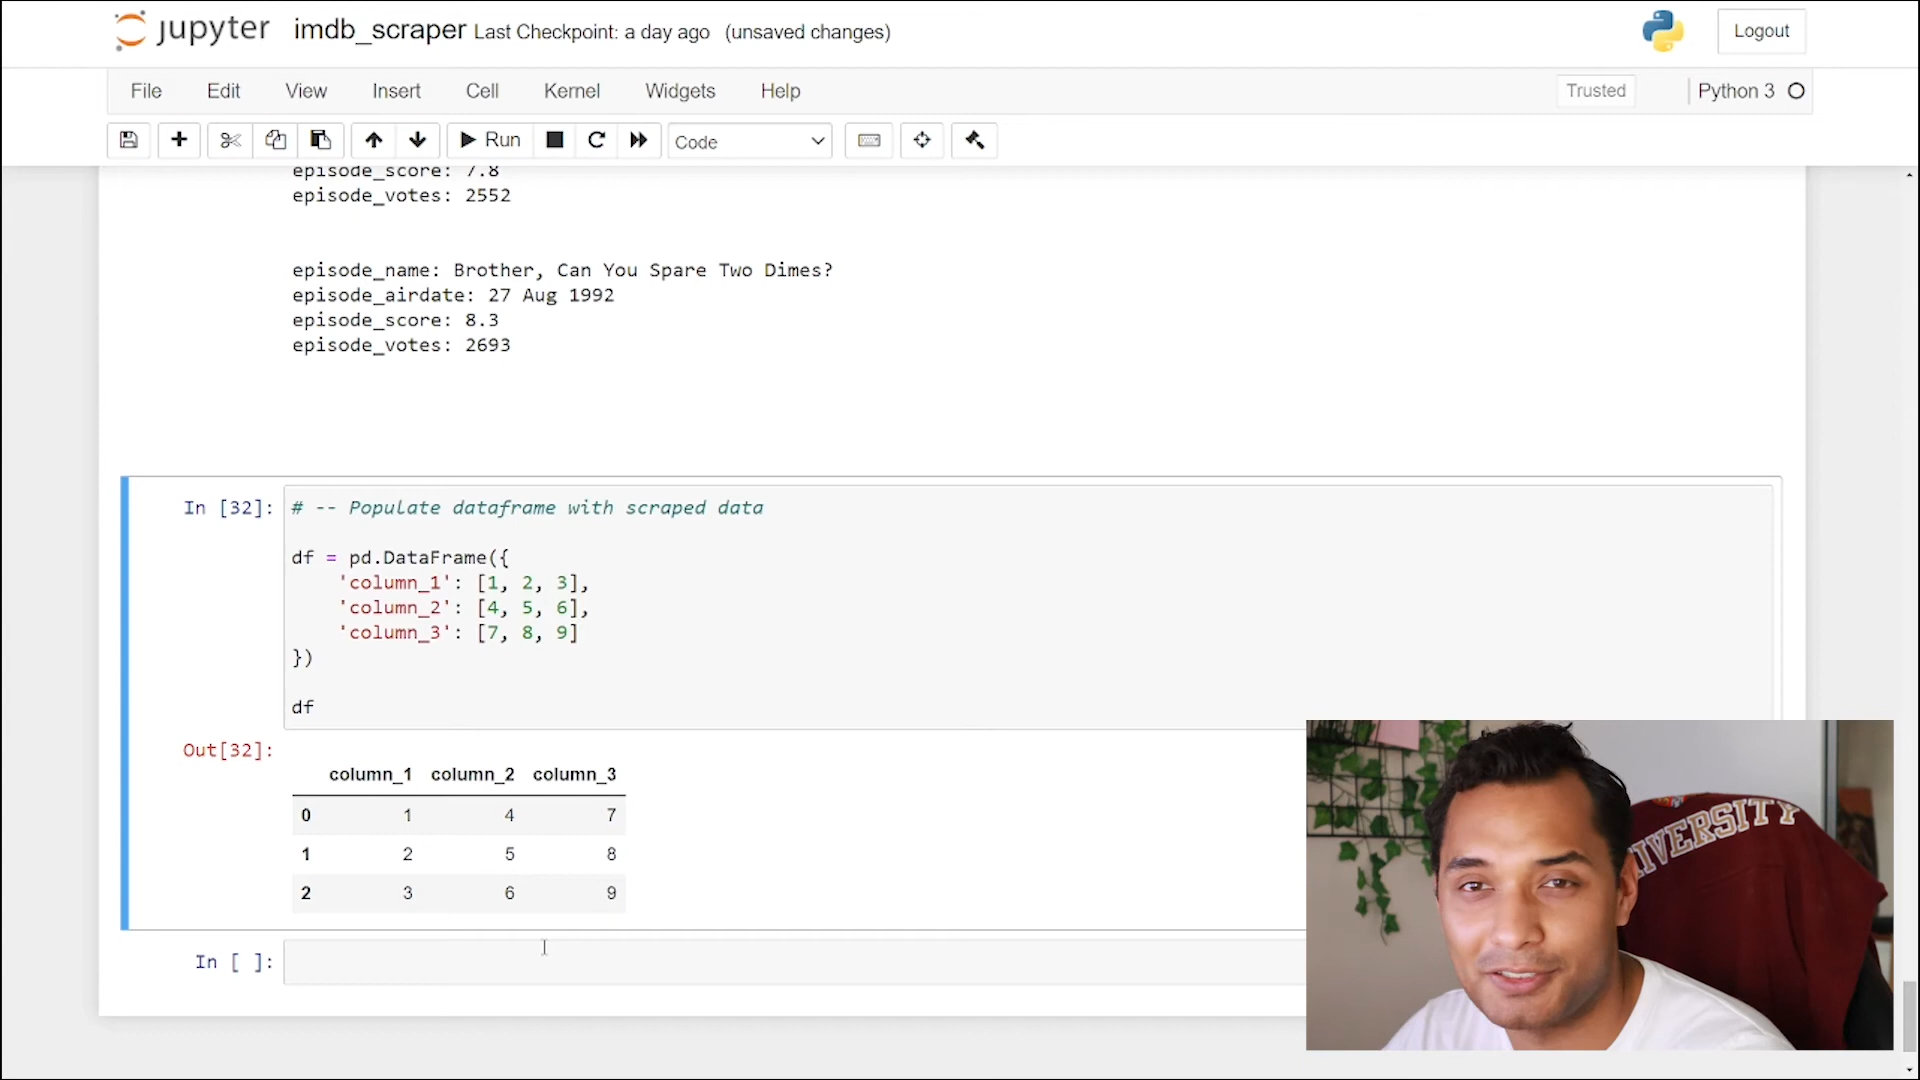 jupyter imdb_scraper Last Checkpoint: a day ago (unsaved changes) Logout
File Edit View Insert Cell Kernel Widgets Help Trusted Python 3
Run Code
episode_score: 7.8
episode_votes: 2552
episode_name: Brother, Can You Spare Two Dimes?
episode_airdate: 27 Aug 1992
episode_score: 8.3
episode_votes: 2693
In [32]: # -- Populate dataframe with scraped data
df = pd.DataFrame({
'column_1': [1, 2, 3],
'column_2': [4, 5, 6],
'column_3': [7, 8, 9]
})
df
Out[32]:
column_1 column_2 column_3
0 1 4 7
1 2 5 8
2 3 6 9
In [ ]:
IVERSITY